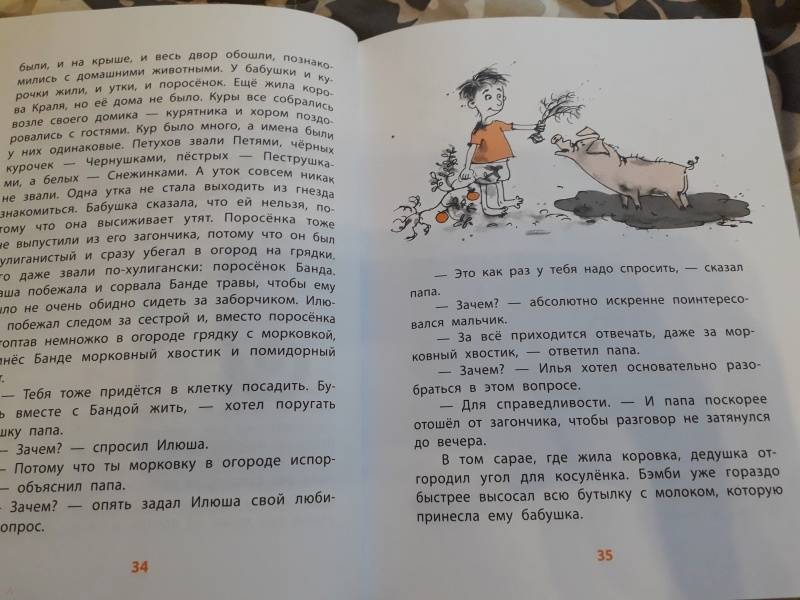 были, и на крыше, и весь двор обошли, познако-
мились с домашними животными. У бабушки и ку-
рочки жили, и утки, и поросёнок. Ещё жила коро-
ва Краля, но её дома не было. Куры все собрались
возле своего домика — курятника и хором поздо-
ровались с гостями. Кур было много, а имена были
у них одинаковые. Петухов звали Петями, чёрных
курочек — Чернушками, пёстрых — Пеструшка-
ми, а белых — Снежинками. А уток совсем никак
не звали. Одна утка не стала выходить из гнезда
знакомиться. Бабушка сказала, что ей нельзя, по-
тому что она высиживает утят. Поросёнка тоже
не выпустили из его загончика, потому что он был
хулиганистый и сразу убегал в огород на грядки.
го даже звали по-хулигански: поросёнок Банда.
аша побежала и сорвала Банде травы, чтобы ему
ыло не очень обидно сидеть за заборчиком. Илю-
побежал следом за сестрой и, вместо поросёнка
топтав немножко в огороде грядку с морковкой,
инёс Банде морковный хвостик и помидорный
т.
— Тебя тоже придётся в клетку посадить. Бу-
ь вместе с Бандой жить, — хотел поругать
шку папа.
— Зачем? — спросил Илюша.
— Потому что ты морковку в огороде испор-
— объяснил папа.
— Зачем? — опять задал Илюша свой люби-
опрос.
34
— Это как раз у тебя надо спросить, — сказал
папа.
— Зачем? — абсолютно искренне поинтересо-
вался мальчик.
— За всё приходится отвечать, даже за мор-
ковный хвостик, — ответил папа.
— Зачем? — Илья хотел основательно разо-
браться в этом вопросе.
— Для справедливости. — И папа поскорее
отошёл от загончика, чтобы разговор не затянулся
до вечера.
В том сарае, где жила коровка, дедушка от-
городил угол для косулёнка. Бэмби уже гораздо
быстрее высосал всю бутылку с молоком, которую
принесла ему бабушка.
35